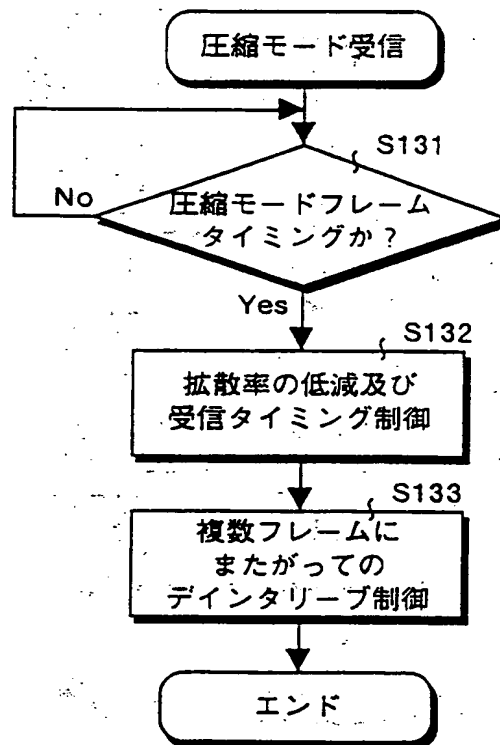 圧縮モード受信
S131
No
圧縮モードフレーム
タイミングか？
Yes
S132
拡散率の低減及び
受信タイミング制御
S133
複数フレームに
またがっての
デインタリーブ制御
エンド